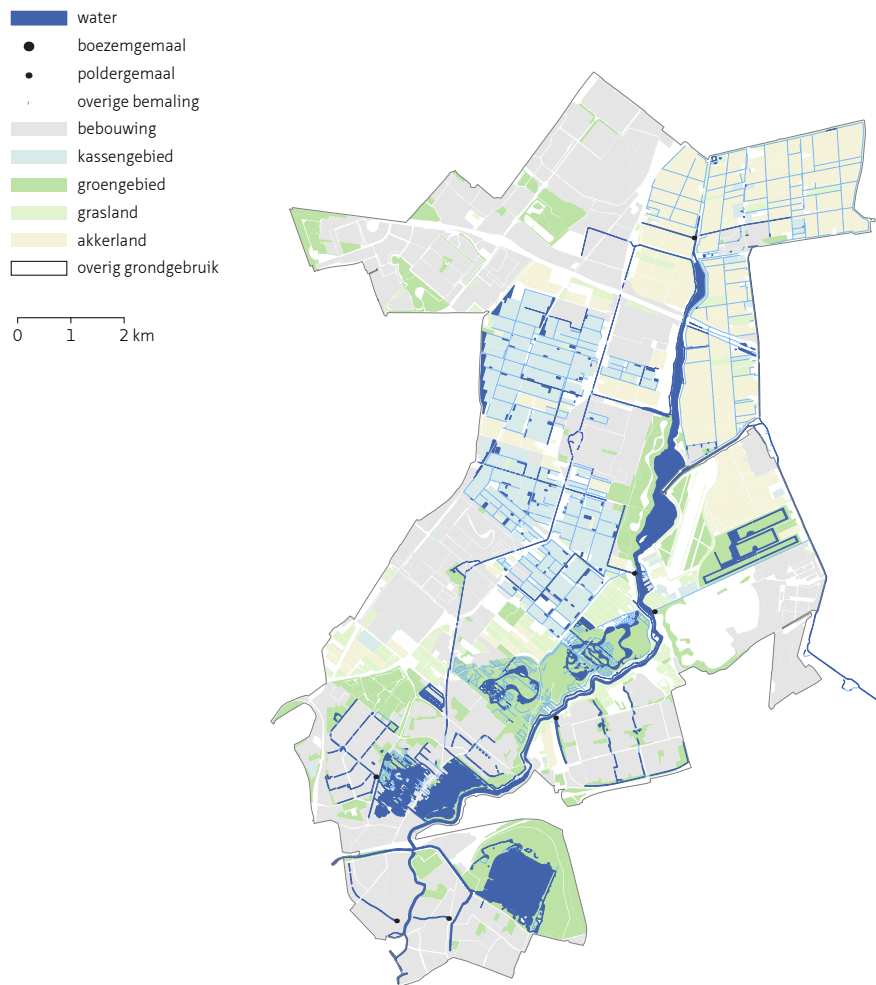 water
boezemgemaal
poldergemaal
overige bemaling
bebouwing
kassengebied
groengebied
grasland
akkerland
overig grondgebruik
0 1 2 km